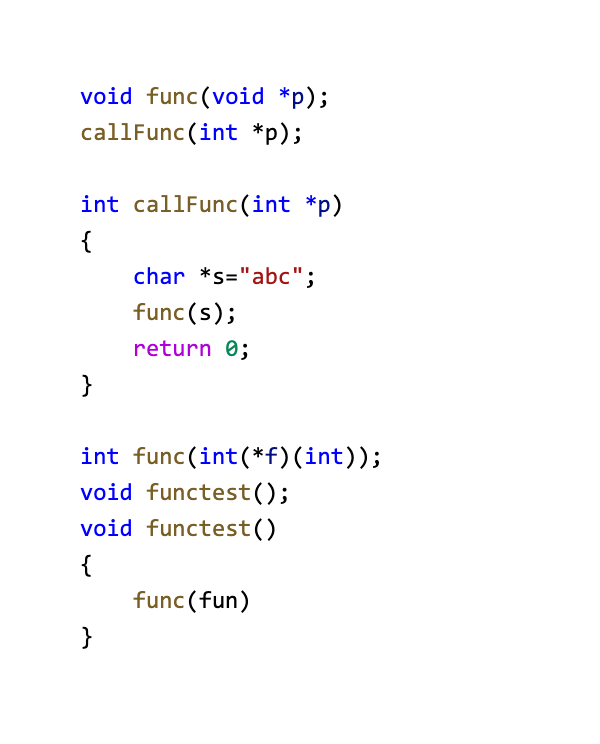 void func(void *p);
callFunc(int *p);
int callFunc(int *p)
{
    char *s="abc";
    func(s);
    return 0;
}
int func(int(*f)(int));
void functest();
void functest()
{
    func(fun)
}